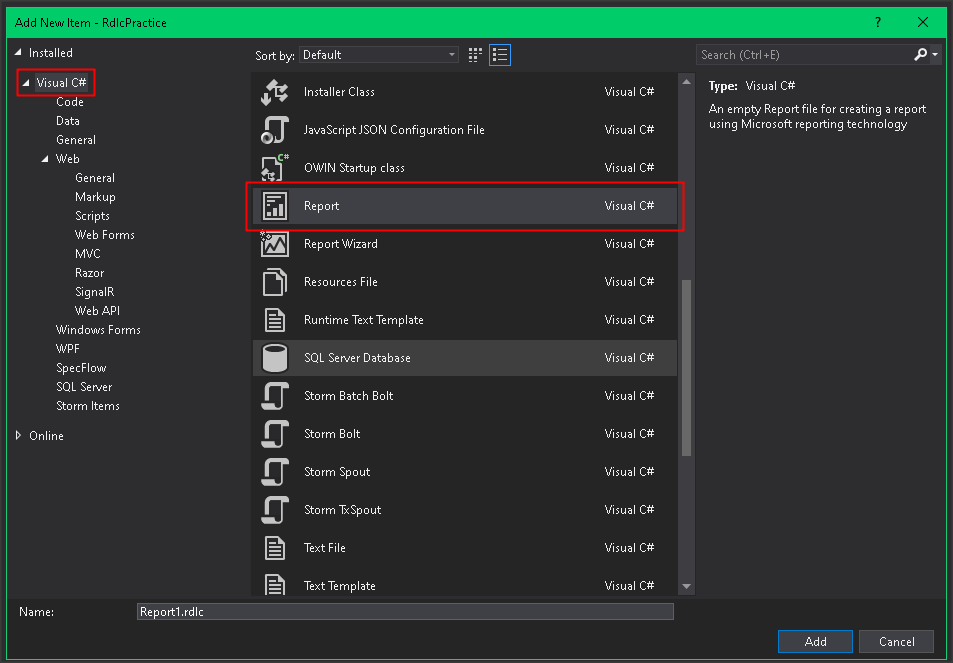 Add New Item - RdlcPractice
?
Installed
Visual C#
Code
Data
General
Web
General
Markup
Scripts
Web Forms
MVC
Razor
SignalR
Web API
Windows Forms
WPF
SpecFlow
SQL Server
Storm Items
Online
Sort by: Default
Installer Class Visual C#
JavaScript JSON Configuration File Visual C#
C#
OWIN Startup class Visual C#
Report Visual C#
Report Wizard Visual C#
Resources File Visual C#
Runtime Text Template Visual C#
SQL Server Database Visual C#
Storm Batch Bolt Visual C#
Storm Bolt Visual C#
Storm Spout Visual C#
Storm TxSpout Visual C#
Text File Visual C#
Text Template Visual C#
Search (Ctrl+E)
Type: Visual C#
An empty Report file for creating a report
using Microsoft reporting technology
Name: Report1.rdlc
Add Cancel